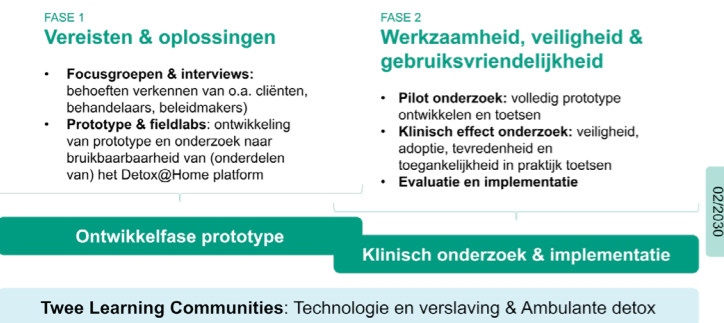 FASE 1
Vereisten & oplossingen
• Focusgroepen & interviews:
behoeften verkennen van o.a. cliënten,
behandelaars, beleidmakers)
• Prototype & fieldlabs: ontwikkeling
van prototype en onderzoek naar
bruikbaarbaarheid van (onderdelen
van) het Detox@Home platform
FASE 2
Werkzaamheid, veiligheid &
gebruiksvriendelijkheid
• Pilot onderzoek: volledig prototype
ontwikkelen en toetsen
• Klinisch effect onderzoek: veiligheid,
adoptie, tevredenheid en
toegankelijkheid in praktijk toetsen
• Evaluatie en implementatie
02/2030
Ontwikkelfase prototype
Klinisch onderzoek & implementatie
Twee Learning Communities: Technologie en verslaving & Ambulante detox